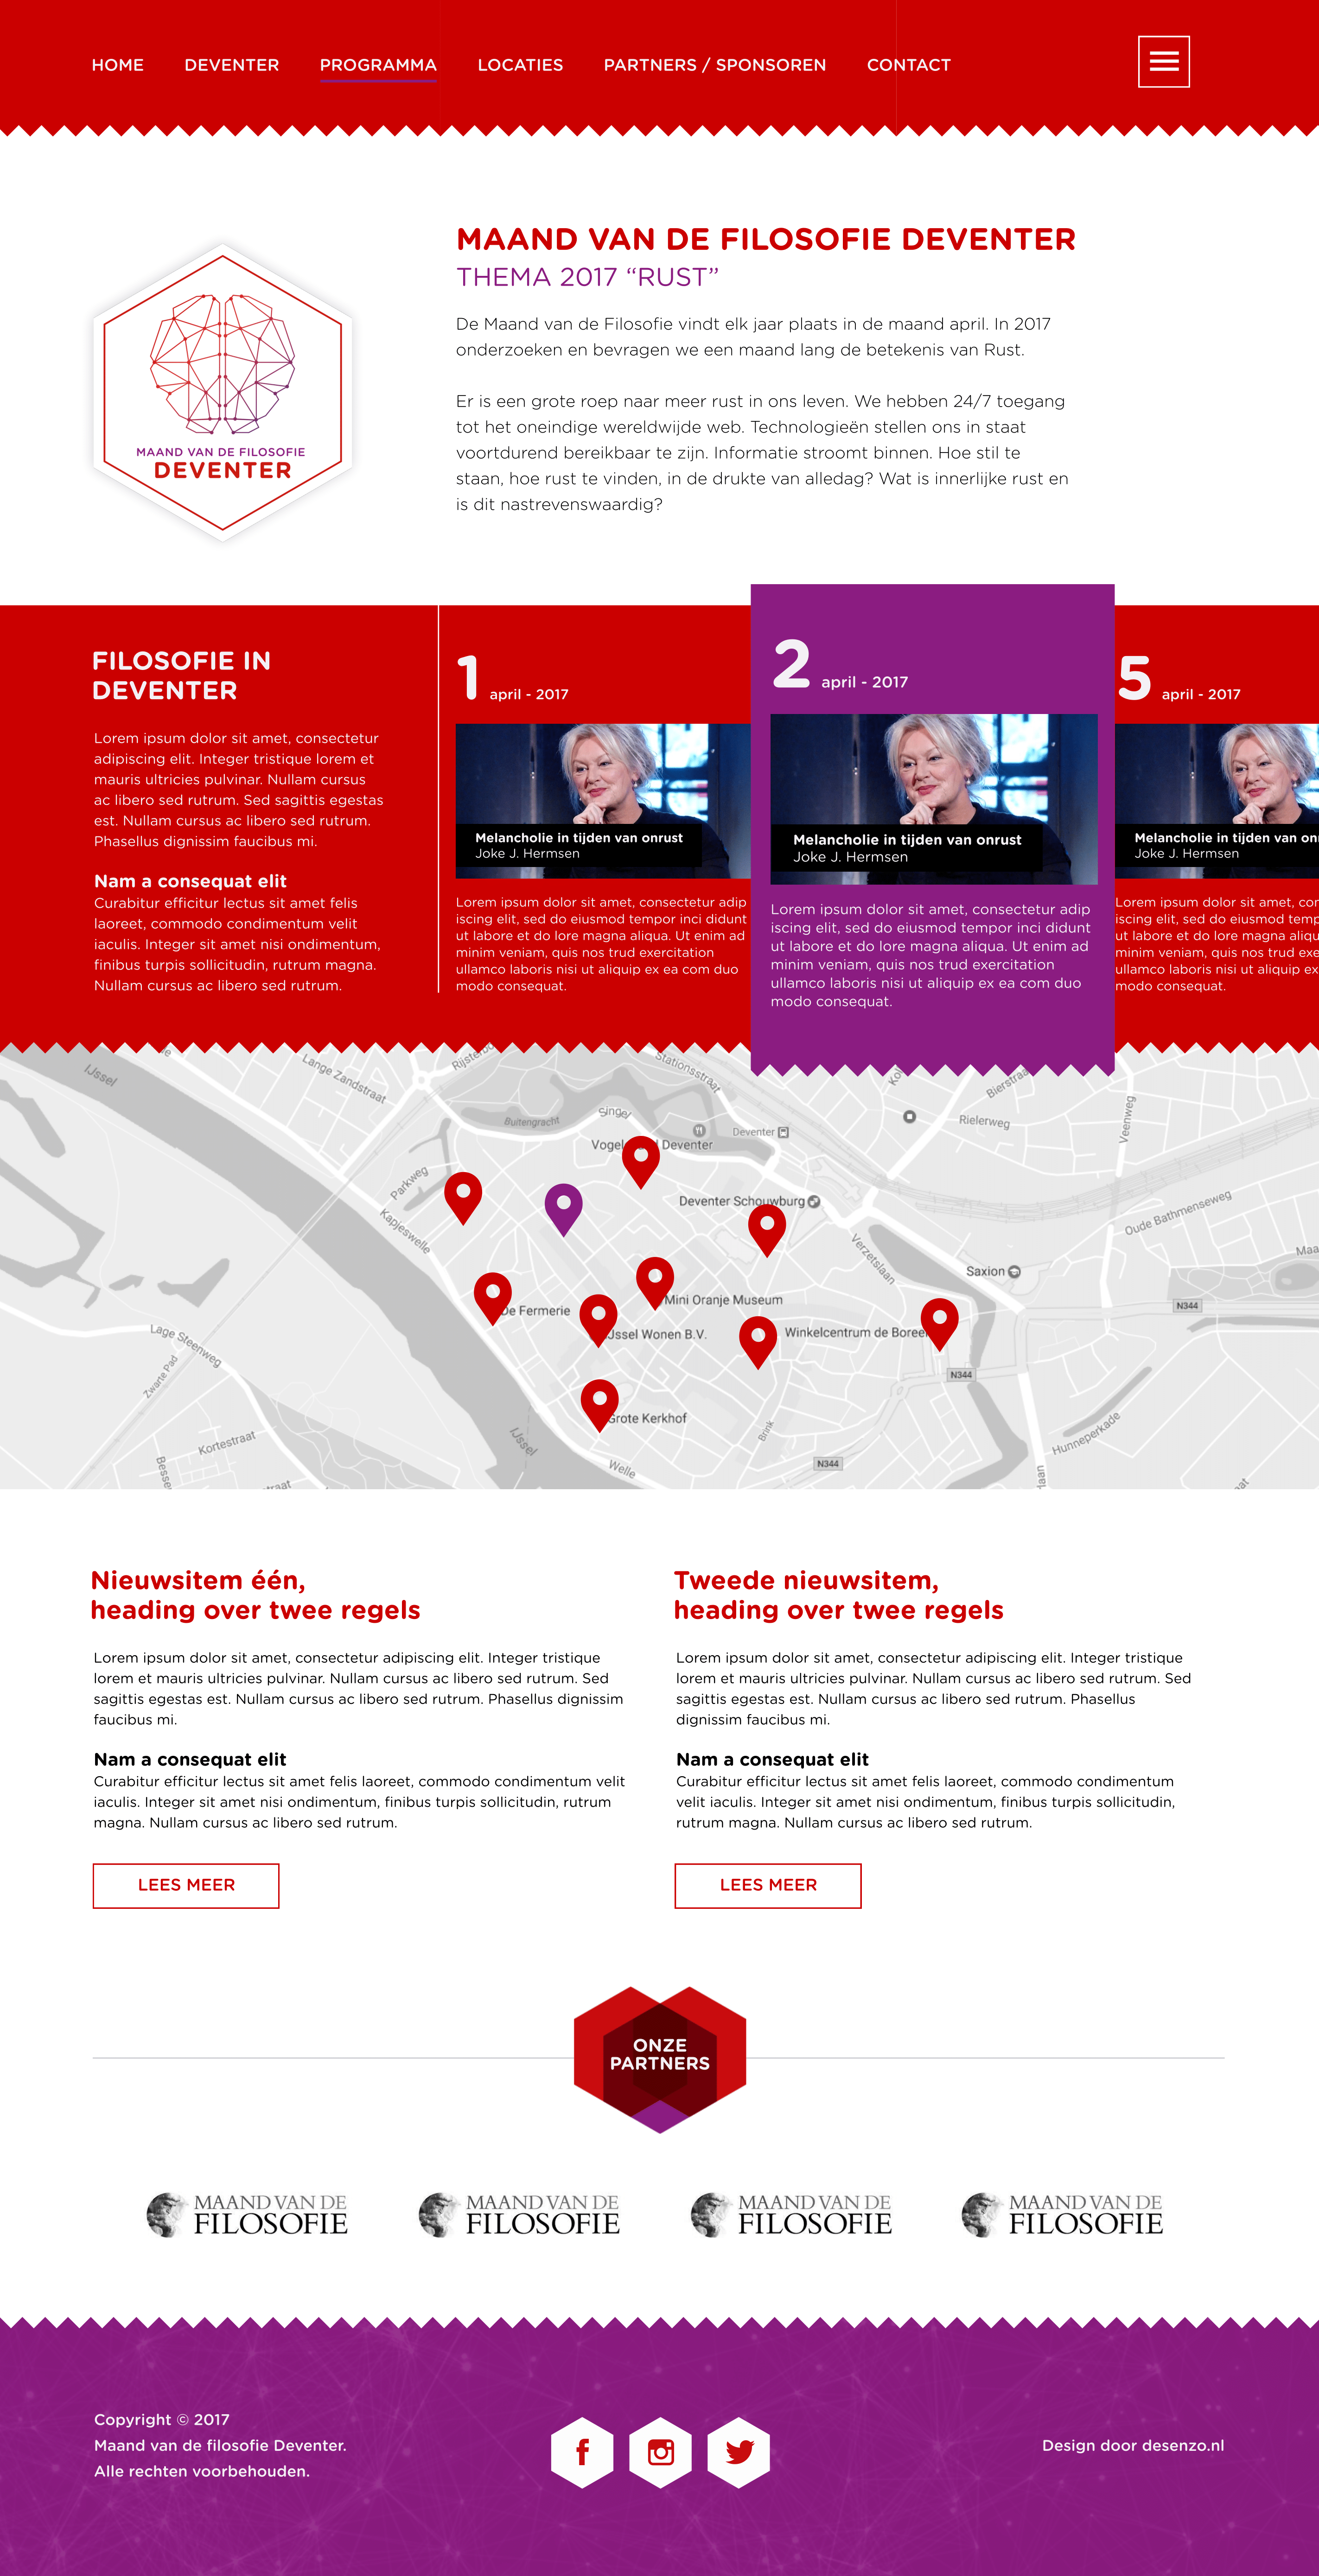 HOME DEVENTER PROGRAMMA LOCATIES PARTNERS / SPONSOREN CONTACT
MAAND VAN DE FILOSOFIE DEVENTER
THEMA 2017 “RUST”
De Maand van de Filosofie vindt elk jaar plaats in de maand april. In 2017
onderzoeken en bevragen we een maand lang de betekenis van Rust.
Er is een grote roep naar meer rust in ons leven. We hebben 24/7 toegang
tot het oneindige wereldwijde web. Technologieën stellen ons in staat
voortdurend bereikbaar te zijn. Informatie stroomt binnen. Hoe stil te
staan, hoe rust te vinden, in de drukte van alledag? Wat is innerlijke rust en
is dit nastrevenswaardig?
MAAND VAN DE FILOSOFIE
DEVENTER
FILOSOFIE IN
DEVENTER
Lorem ipsum dolor sit amet, consectetur
adipiscing elit. Integer tristique lorem et
mauris ultricies pulvinar. Nullam cursus
ac libero sed rutrum. Sed sagittis egestas
est. Nullam cursus ac libero sed rutrum.
Phasellus dignissim faucibus mi.
Nam a consequat elit
Curabitur efficitur lectus sit amet felis
laoreet, commodo condimentum velit
iaculis. Integer sit amet nisi ondimentum,
finibus turpis sollicitudin, rutrum magna.
Nullam cursus ac libero sed rutrum.
1 april - 2017
Melancholie in tijden van onrust
Joke J. Hermsen
Lorem ipsum dolor sit amet, consectetur adip
iscing elit, sed do eiusmod tempor inci didunt
ut labore et do lore magna aliqua. Ut enim ad
minim veniam, quis nos trud exercitation
ullamco laboris nisi ut aliquip ex ea com duo
modo consequat.
2 april - 2017
Melancholie in tijden van onrust
Joke J. Hermsen
Lorem ipsum dolor sit amet, consectetur adip
iscing elit, sed do eiusmod tempor inci didunt
ut labore et do lore magna aliqua. Ut enim ad
minim veniam, quis nos trud exercitation
ullamco laboris nisi ut aliquip ex ea com duo
modo consequat.
5 april - 2017
Melancholie in tijden van on
Joke J. Hermsen
Lorem ipsum dolor sit amet, con
iscing elit, sed do eiusmod temp
ut labore et do lore magna aliqu
minim veniam, quis nos trud exe
ullamco laboris nisi ut aliquip ex
modo consequat.
IJssel
Lange Zandstraat
Stationsstraat
Buitengracht
Singel
Deventer
Deventer
Rielerweg
Veenweg
Parkweg
Kapjeswelle
Deventer Schouwburg
Verzetslaan
Oude Bathmenseweg
Saxion
Maa
De Fermerie
Mini Oranje Museum
N344
IJssel Wonen B.V.
Winkelcentrum de Boree
Lage Steenweg
Zwarte Pad
N344
Grote Kerkhof
Kortestraat
IJssel
Welle
Brink
N344
Hunneperkade
Nieuwsitem één,
heading over twee regels
Lorem ipsum dolor sit amet, consectetur adipiscing elit. Integer tristique
lorem et mauris ultricies pulvinar. Nullam cursus ac libero sed rutrum. Sed
sagittis egestas est. Nullam cursus ac libero sed rutrum. Phasellus dignissim
faucibus mi.
Nam a consequat elit
Curabitur efficitur lectus sit amet felis laoreet, commodo condimentum velit
iaculis. Integer sit amet nisi ondimentum, finibus turpis sollicitudin, rutrum
magna. Nullam cursus ac libero sed rutrum.
LEES MEER
Tweede nieuwsitem,
heading over twee regels
Lorem ipsum dolor sit amet, consectetur adipiscing elit. Integer tristique
lorem et mauris ultricies pulvinar. Nullam cursus ac libero sed rutrum. Sed
sagittis egestas est. Nullam cursus ac libero sed rutrum. Phasellus
dignissim faucibus mi.
Nam a consequat elit
Curabitur efficitur lectus sit amet felis laoreet, commodo condimentum
velit iaculis. Integer sit amet nisi ondimentum, finibus turpis sollicitudin,
rutrum magna. Nullam cursus ac libero sed rutrum.
LEES MEER
ONZE
PARTNERS
MAAND VAN DE
FILOSOFIE
MAAND VAN DE
FILOSOFIE
MAAND VAN DE
FILOSOFIE
MAAND VAN DE
FILOSOFIE
Copyright © 2017
Maand van de filosofie Deventer.
Alle rechten voorbehouden.
Design door desenzo.nl